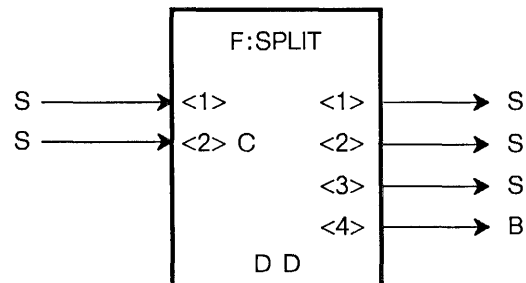 F:SPLIT
S <1> <1> S
S <2> C <2> S
<3> S
<4> B
D D